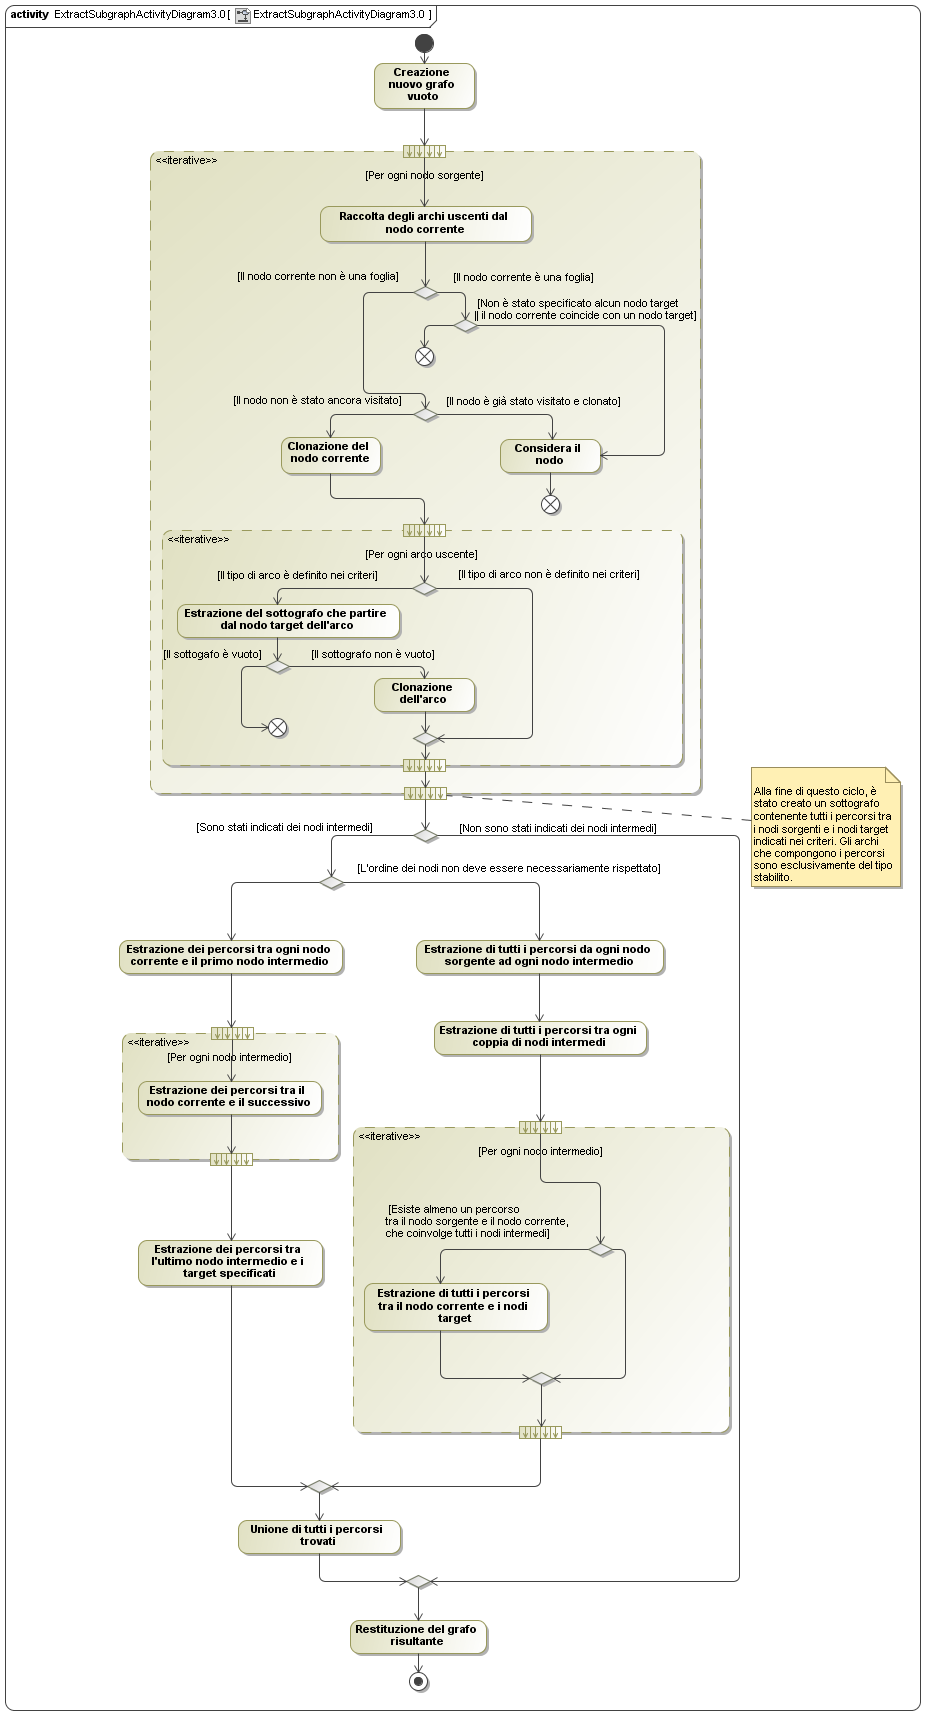 activity ExtractSubgraphActivityDiagram3.0[ ExtractSubgraphActivityDiagram3.0 ]
Creazione
nuovo grafo
vuoto
<<iterative>>
[Per ogni nodo sorgente]
Raccolta degli archi uscenti dal
nodo corrente
[Il nodo corrente non è una foglia]
[Il nodo corrente è una foglia]
[Non è stato specificato alcun nodo target
|| il nodo corrente coincide con un nodo target]
[Il nodo non è stato ancora visitato]
[Il nodo è già stato visitato e clonato]
Clonazione del
nodo corrente
Considera il
nodo
<<iterative>>
[Per ogni arco uscente]
[Il tipo di arco è definito nei criteri]
[Il tipo di arco non è definito nei criteri]
Estrazione del sottografo che partire
dal nodo target dell'arco
[Il sottogafo è vuoto]
[Il sottografo non è vuoto]
Clonazione
dell'arco
Alla fine di questo ciclo, è
stato creato un sottografo
contenente tutti i percorsi tra
i nodi sorgenti e i nodi target
indicati nei criteri. Gli archi
che compongono i percorsi
sono esclusivamente del tipo
stabilito.
[Sono stati indicati dei nodi intermedi]
[Non sono stati indicati dei nodi intermedi]
[L'ordine dei nodi non deve essere necessariamente rispettato]
Estrazione dei percorsi tra ogni nodo
corrente e il primo nodo intermedio
Estrazione di tutti i percorsi da ogni nodo
sorgente ad ogni nodo intermedio
Estrazione di tutti i percorsi tra ogni
coppia di nodi intermedi
<<iterative>>
[Per ogni nodo intermedio]
Estrazione dei percorsi tra il
nodo corrente e il successivo
<<iterative>>
[Per ogni nodo intermedio]
[Esiste almeno un percorso
tra il nodo sorgente e il nodo corrente,
che coinvolge tutti i nodi intermedi]
Estrazione dei percorsi tra
l'ultimo nodo intermedio e i
target specificati
Estrazione di tutti i percorsi
tra il nodo corrente e i nodi
target
Unione di tutti i percorsi
trovati
Restituzione del grafo
risultante